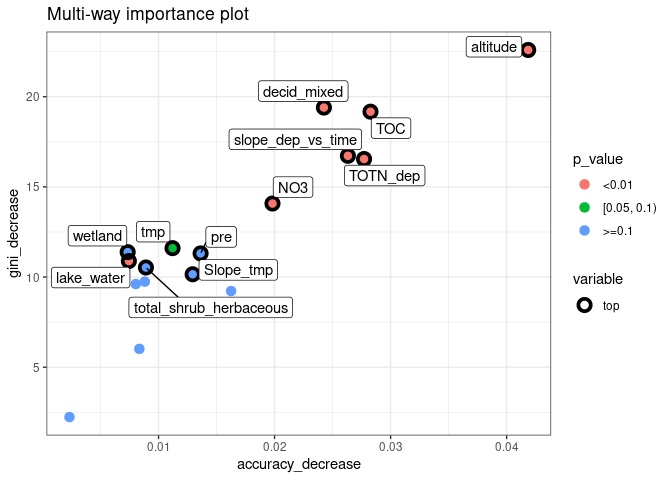 Multi-way importance plot
altitude
decid_mixed
TOC
slope_dep_vs_time
TOTN_dep
NO3
wetland
tmp
pre
Slope_tmp
lake_water
total_shrub_herbaceous
20
15
10
5
gini_decrease
0.01
0.02
0.03
0.04
accuracy_decrease
p_value
<0.01
[0.05, 0.1)
>=0.1
variable
top